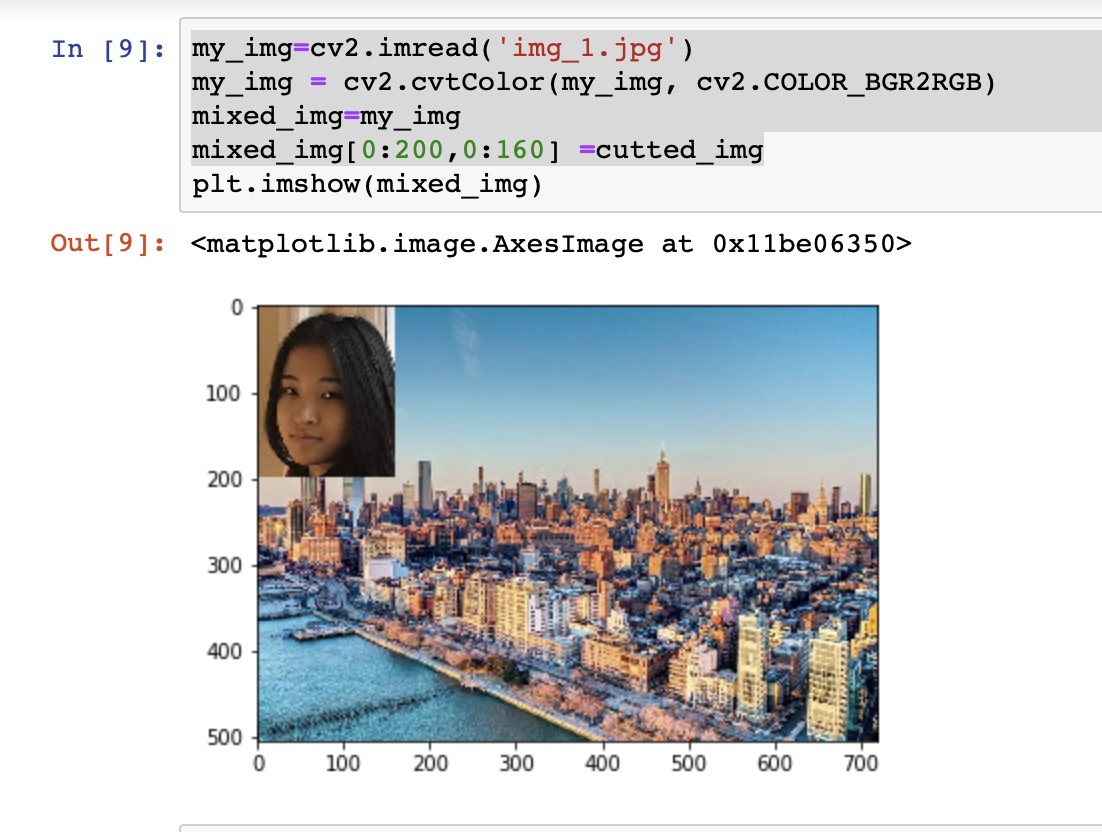 In [9]: my_img=cv2.imread('img_1.jpg')
my_img = cv2.cvtColor(my_img, cv2.COLOR_BGR2RGB)
mixed_img=my_img
mixed_img[0:200,0:160] =cutted_img
plt.imshow(mixed_img)
Out[9]: <matplotlib.image.AxesImage at 0x11be06350>
0
100
200
300
400
500
0 100 200 300 400 500 600 700